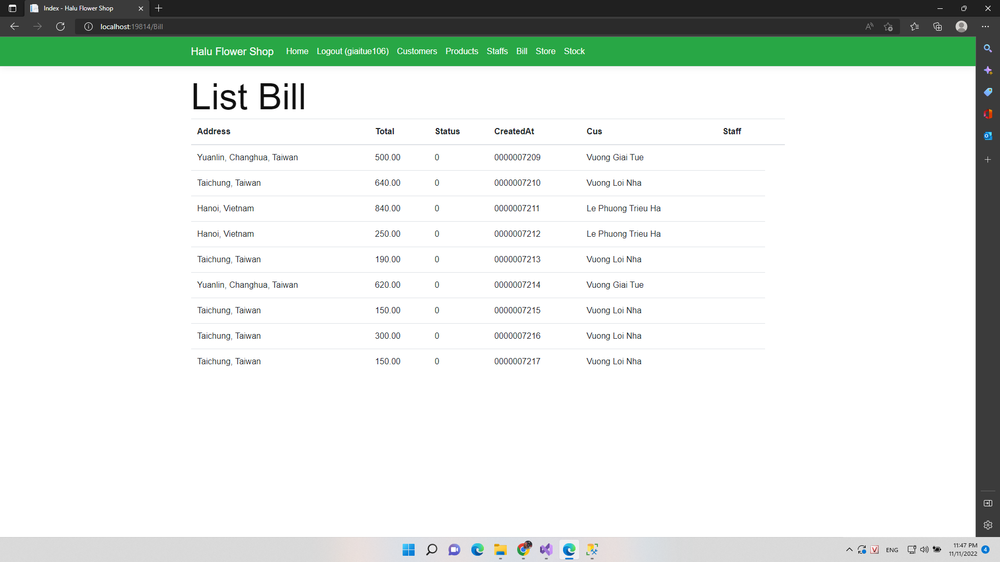 Index - Halu Flower Shop
localhost:19814/Bill
Halu Flower Shop Home Logout (giaitue106) Customers Products Staffs Bill Store Stock
List Bill
Address Total Status CreatedAt Cus Staff
Yuanlin, Changhua, Taiwan 500.00 0 0000007209 Vuong Giai Tue
Taichung, Taiwan 640.00 0 0000007210 Vuong Loi Nha
Hanoi, Vietnam 840.00 0 0000007211 Le Phuong Trieu Ha
Hanoi, Vietnam 250.00 0 0000007212 Le Phuong Trieu Ha
Taichung, Taiwan 190.00 0 0000007213 Vuong Loi Nha
Yuanlin, Changhua, Taiwan 620.00 0 0000007214 Vuong Giai Tue
Taichung, Taiwan 150.00 0 0000007215 Vuong Loi Nha
Taichung, Taiwan 300.00 0 0000007216 Vuong Loi Nha
Taichung, Taiwan 150.00 0 0000007217 Vuong Loi Nha
V ENG 11:47 PM 4
11/11/2022